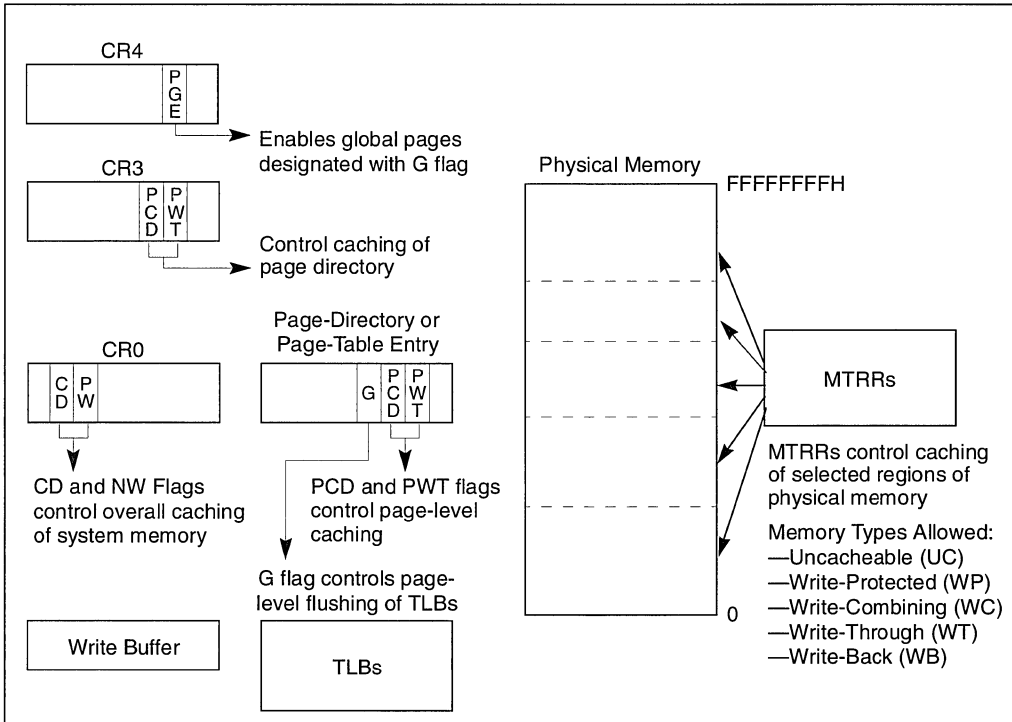 CR4
P
G
E
Enables global pages
designated with G flag
CR3
P
C
D
P
W
T
Control caching of
page directory
CR0
C
D
P
W
CD and NW Flags
control overall caching
of system memory
Page-Directory or
Page-Table Entry
G
P
C
D
P
W
T
PCD and PWT flags
control page-level
caching
G flag controls page-
level flushing of TLBs
Write Buffer
TLBs
Physical Memory
FFFFFFFFH
0
MTRRs
MTRRs control caching
of selected regions of
physical memory
Memory Types Allowed:
—Uncacheable (UC)
—Write-Protected (WP)
—Write-Combining (WC)
—Write-Through (WT)
—Write-Back (WB)